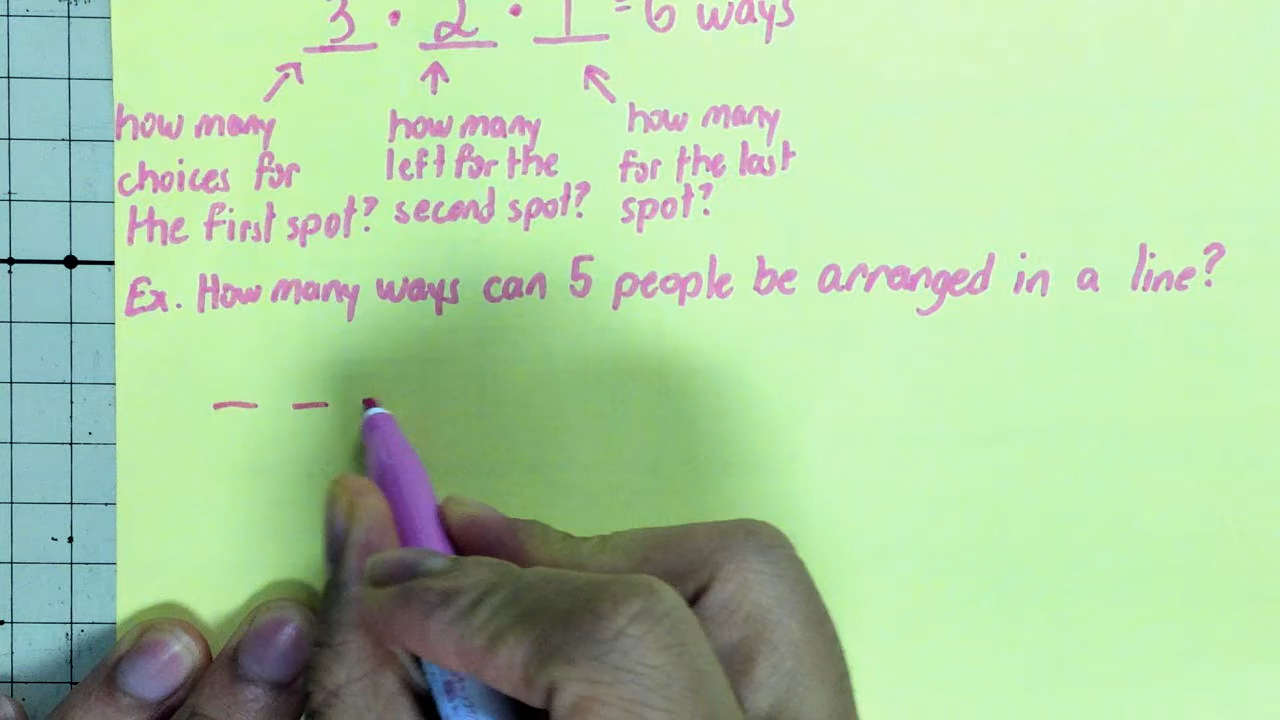 3 · 2 · 1 = 6 ways
how many how many how many
choices for left for the for the last
the first spot? second spot? spot?
Ex. How many ways can 5 people be arranged in a line?